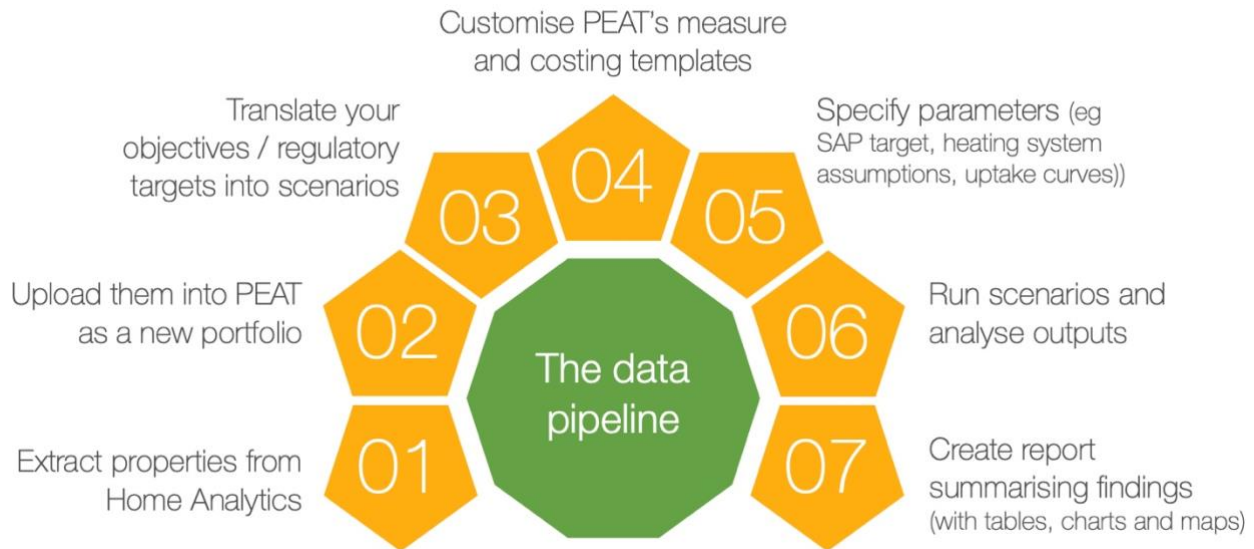 Customise PEAT's measure
and costing templates
Translate your
objectives / regulatory
targets into scenarios
Specify parameters (eg
SAP target, heating system
assumptions, uptake curves))
04
03
05
Upload them into PEAT
as a new portfolio
02
06
Run scenarios and
analyse outputs
The data
pipeline
Extract properties from
Home Analytics
01
07
Create report
summarising findings
(with tables, charts and maps)